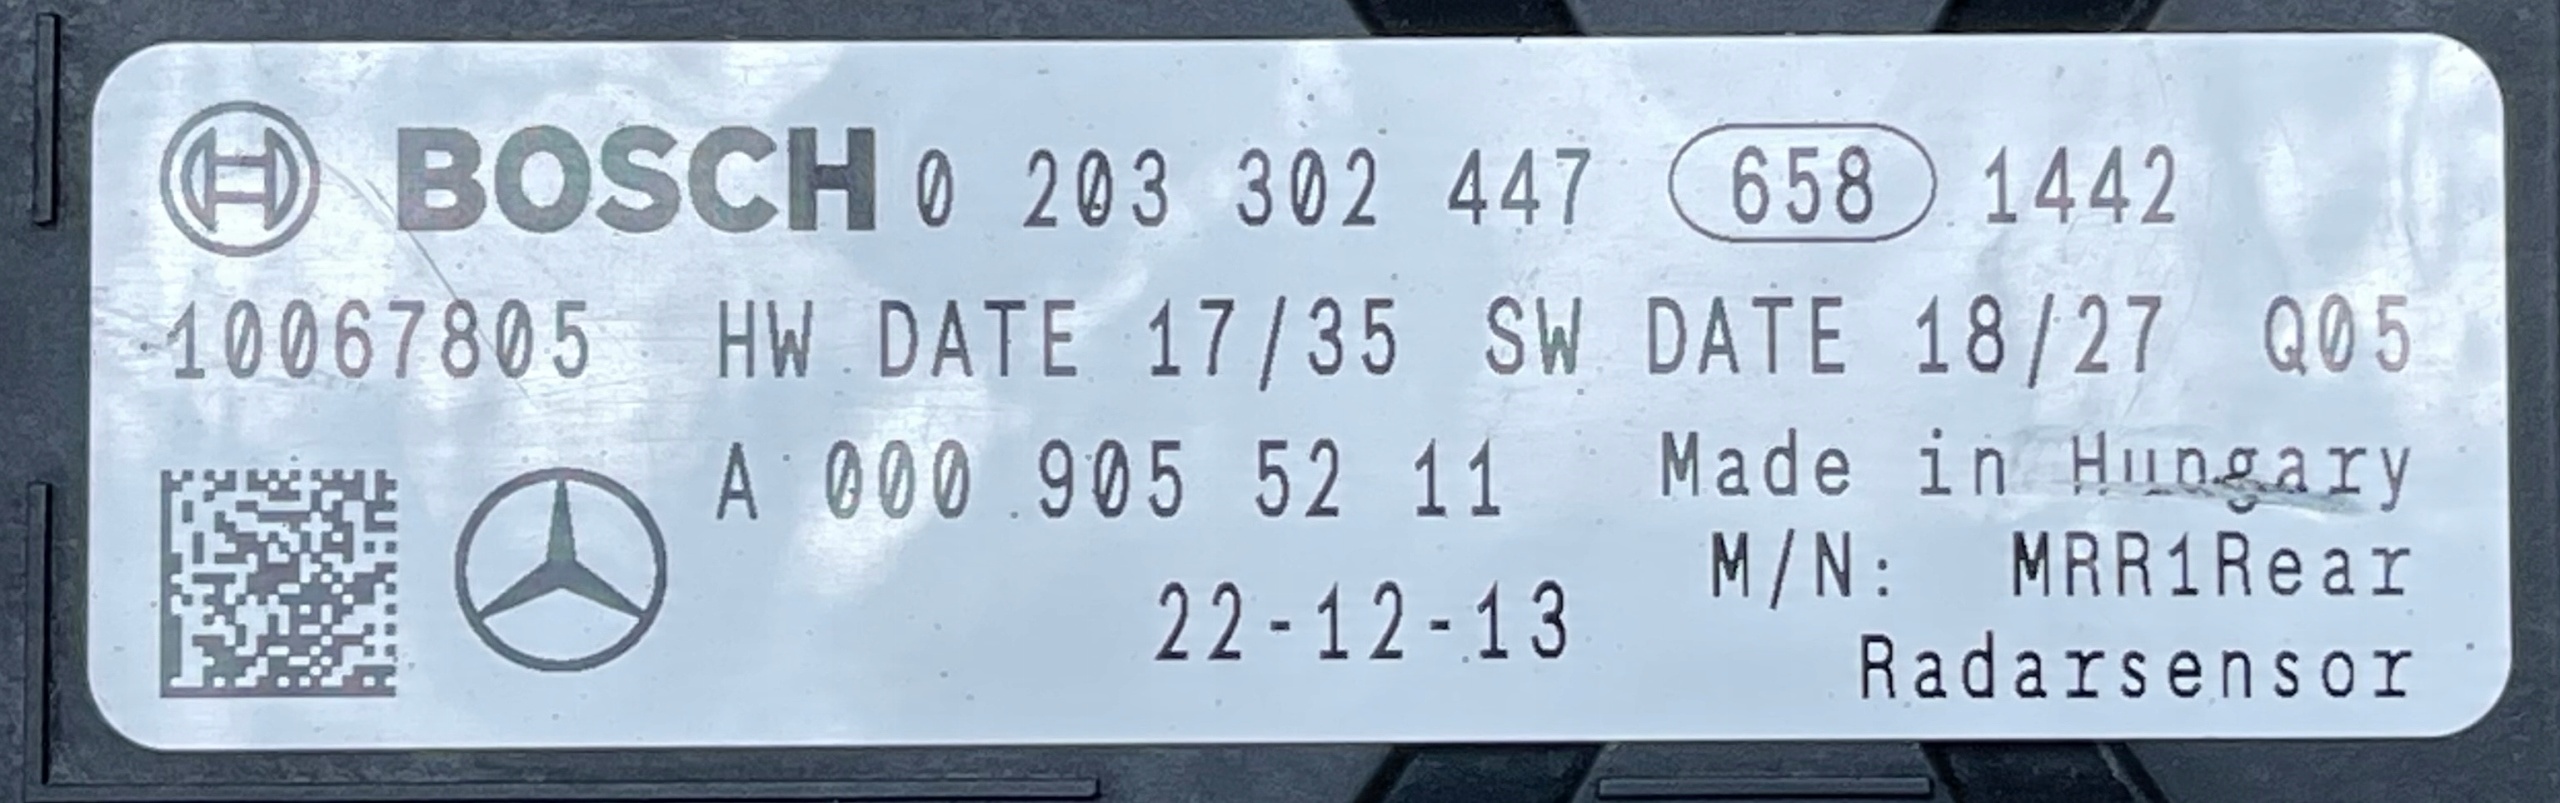 BOSCH 0 203 302 447 658 1442
10067805 HW DATE 17/35 SW DATE 18/27 Q05
A 000 905 52 11 Made in Hungary
M/N: MRR1Rear
22-12-13
Radarsensor